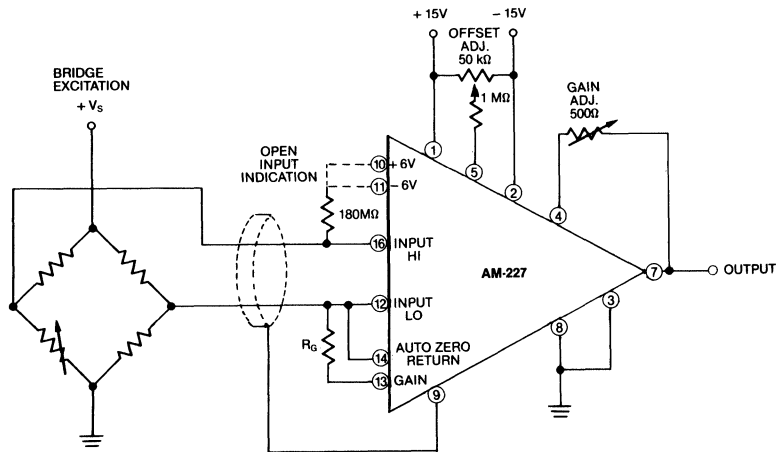 + 15V
- 15V
OFFSET
ADJ.
50 kΩ
BRIDGE
EXCITATION
+ VS
1 MΩ
GAIN
ADJ.
500Ω
OPEN
INPUT
INDICATION
1
5
2
4
10 + 6V
11 - 6V
180MΩ
16 INPUT
HI
AM-227
7
OUTPUT
12 INPUT
LO
3
8
RG
14 AUTO ZERO
RETURN
13 GAIN
9